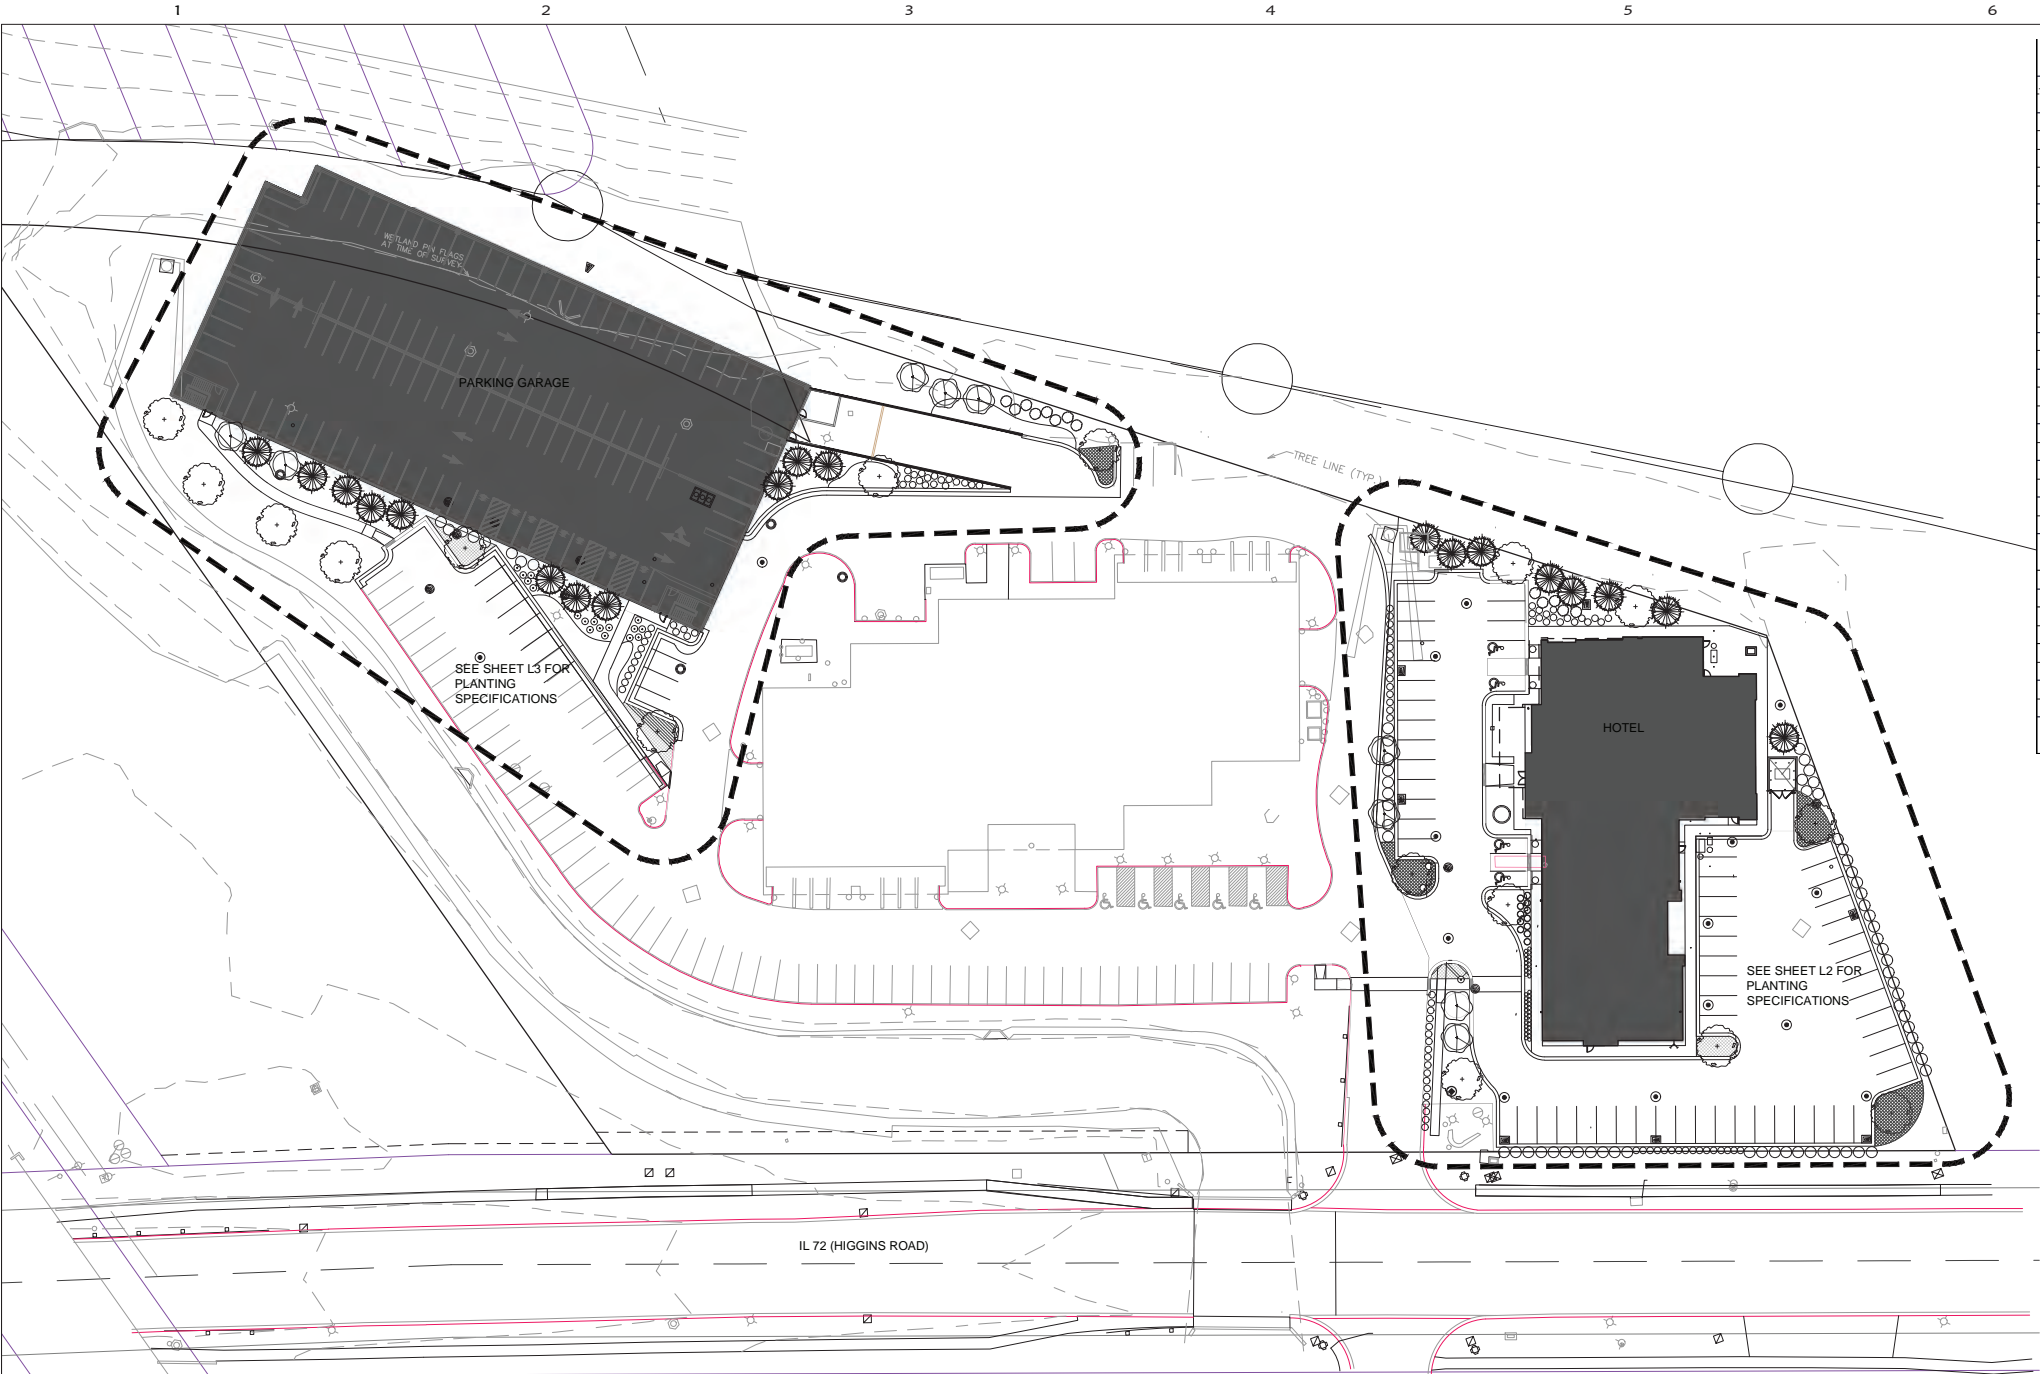 1 2 3 4 5 6
WETLAND PIN FLAGS
AT TIME OF SURVEY
PARKING GARAGE
TREE LINE (TYP.)
SEE SHEET L3 FOR
PLANTING
SPECIFICATIONS
HOTEL
SEE SHEET L2 FOR
PLANTING
SPECIFICATIONS
IL 72 (HIGGINS ROAD)